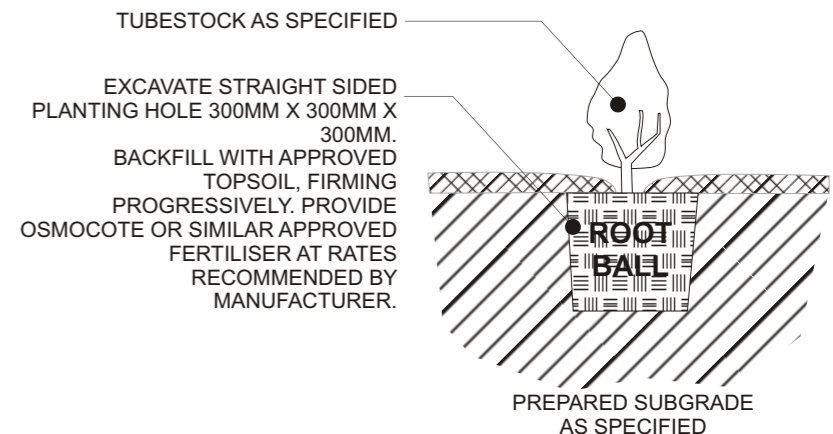 TUBESTOCK AS SPECIFIED
EXCAVATE STRAIGHT SIDED
PLANTING HOLE 300MM X 300MM X
300MM.
BACKFILL WITH APPROVED
TOPSOIL, FIRMING
PROGRESSIVELY. PROVIDE
OSMOCOTE OR SIMILAR APPROVED
FERTILISER AT RATES
RECOMMENDED BY
MANUFACTURER.
ROOT
BALL
PREPARED SUBGRADE
AS SPECIFIED